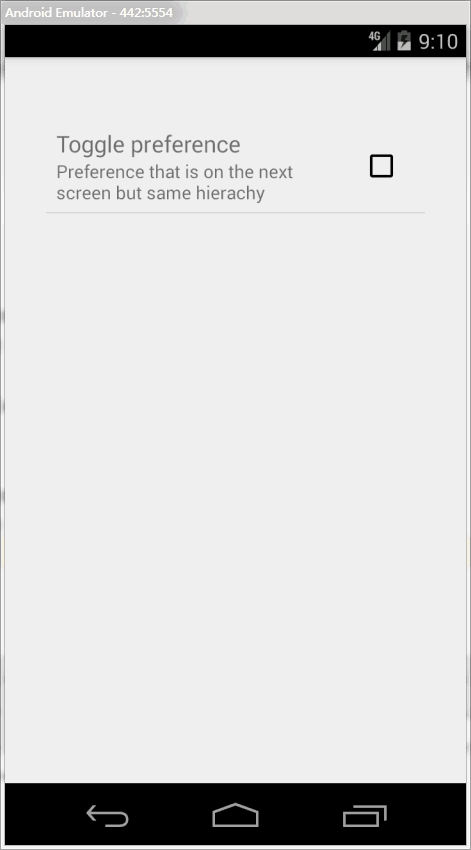 Android Emulator - 442:5554
4G 9:10
Toggle preference
Preference that is on the next
screen but same hierachy